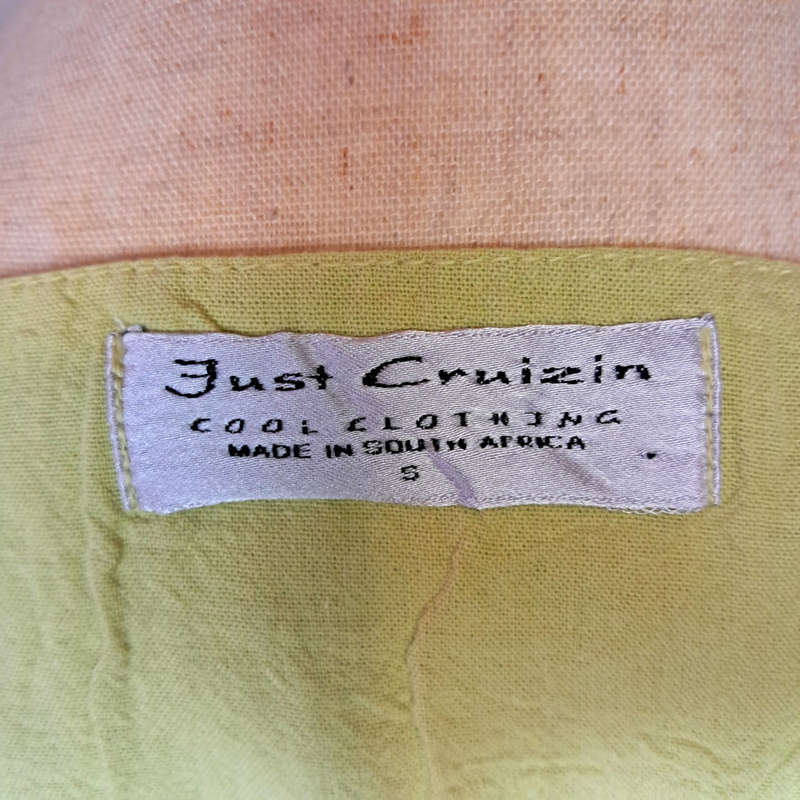 Just Cruizin
COOL CLOTHING
MADE IN SOUTH AFRICA
S